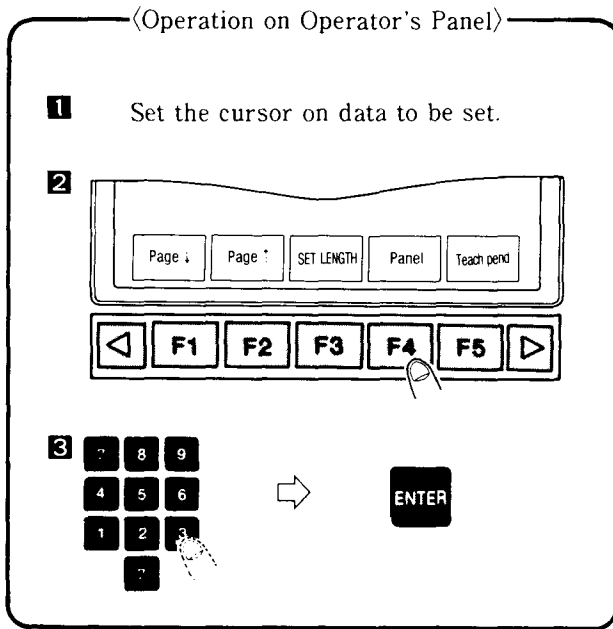 〈Operation on Operator's Panel〉
1 Set the cursor on data to be set.
2
Page ↓ Page ↑ SET LENGTH Panel Teach pend
◁ F1 F2 F3 F4 F5 ▷
3
8 9
4 5 6 ⇨ ENTER
1 2 3